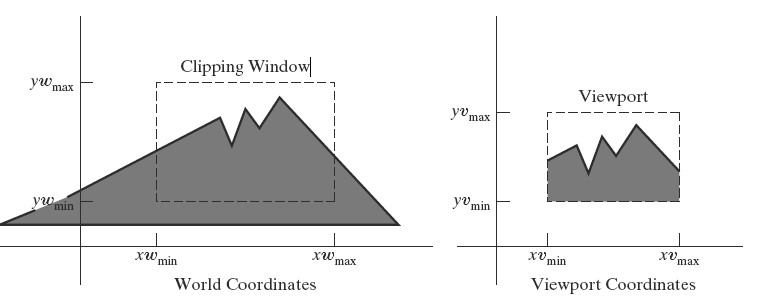 Clipping Window
yw_max
yw_min
xw_min
xw_max
World Coordinates
Viewport
yv_max
yv_min
xv_min
xv_max
Viewport Coordinates